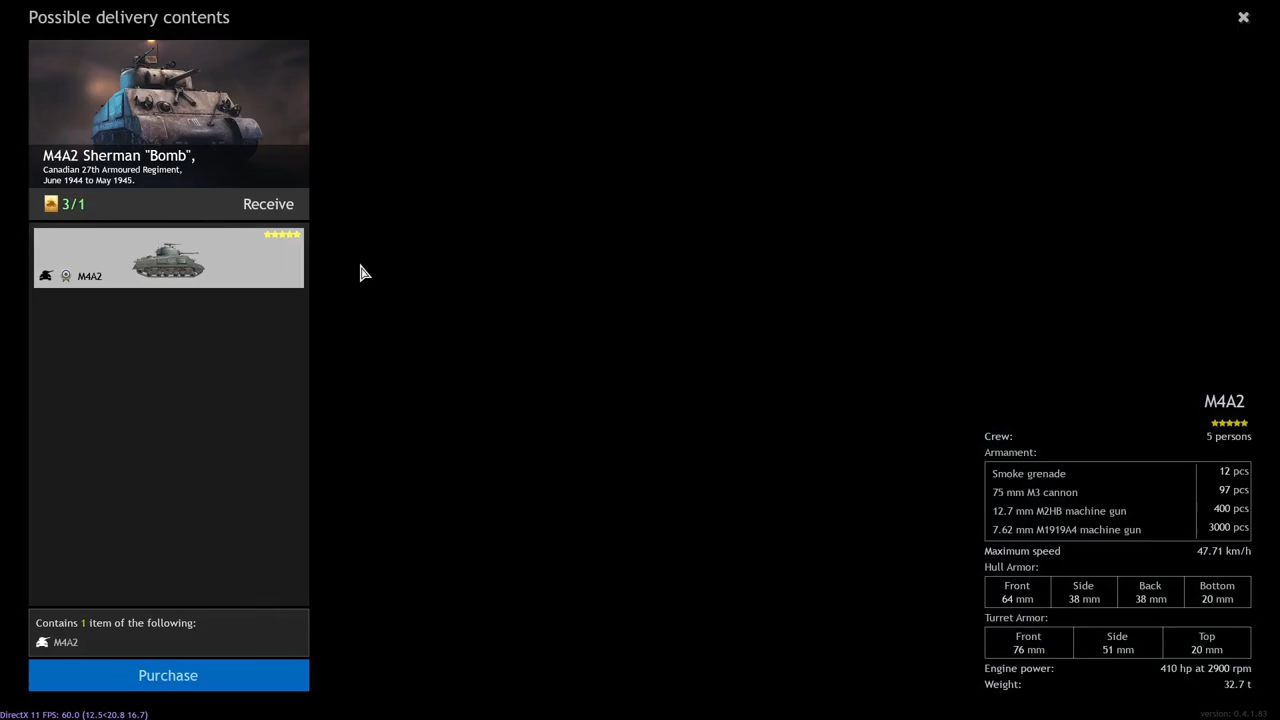 Possible delivery contents
M4A2 Sherman "Bomb",
Canadian 27th Armoured Regiment,
June 1944 to May 1945.
3/1 Receive
M4A2
Contains 1 item of the following:
M4A2
Purchase
M4A2
Crew: 5 persons
Armament:
Smoke grenade 12 pcs
75 mm M3 cannon 97 pcs
12.7 mm M2HB machine gun 400 pcs
7.62 mm M1919A4 machine gun 3000 pcs
Maximum speed 47.71 km/h
Hull Armor:
Front Side Back Bottom
64 mm 38 mm 38 mm 20 mm
Turret Armor:
Front Side Top
76 mm 51 mm 20 mm
Engine power: 410 hp at 2900 rpm
Weight: 32.7 t
DirectX 11 FPS: 60.0 (12.5<20.8 16.7)
version: 0.4.1.83